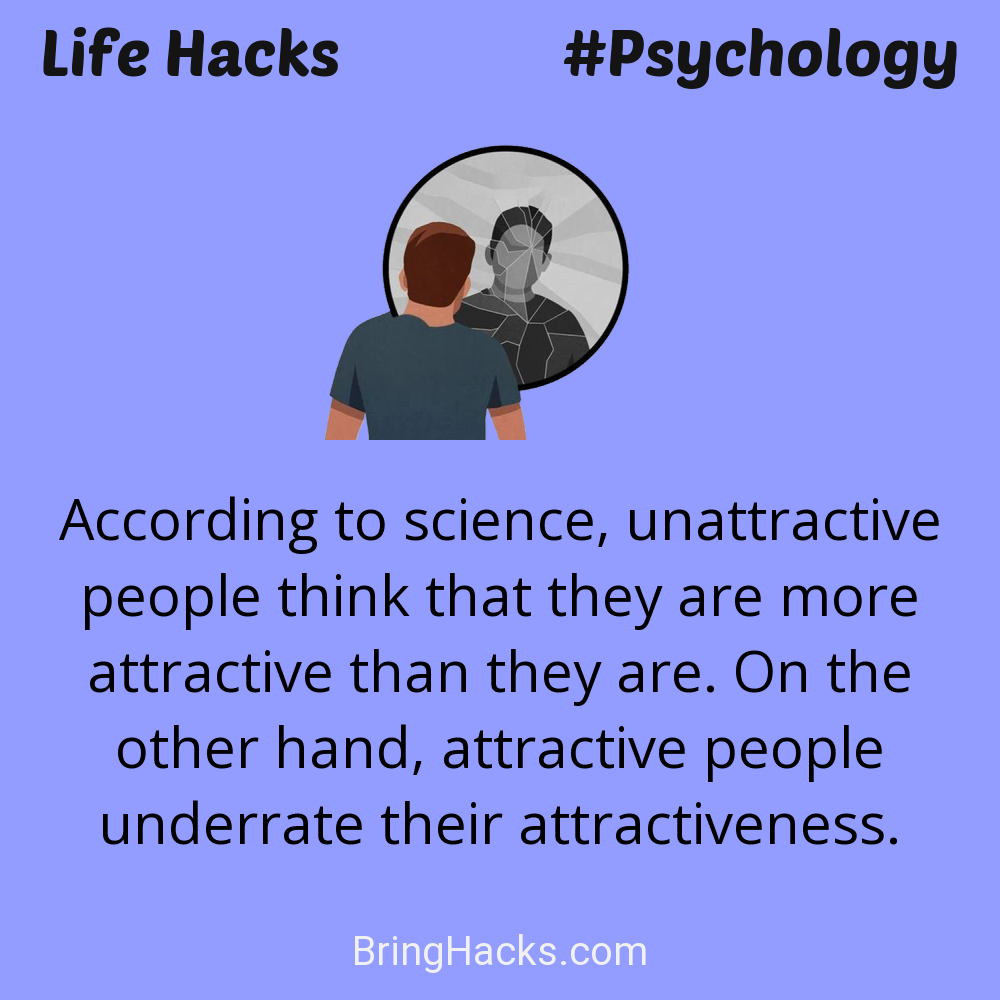 Life Hacks #Psychology
According to science, unattractive
people think that they are more
attractive than they are. On the
other hand, attractive people
underrate their attractiveness.
BringHacks.com